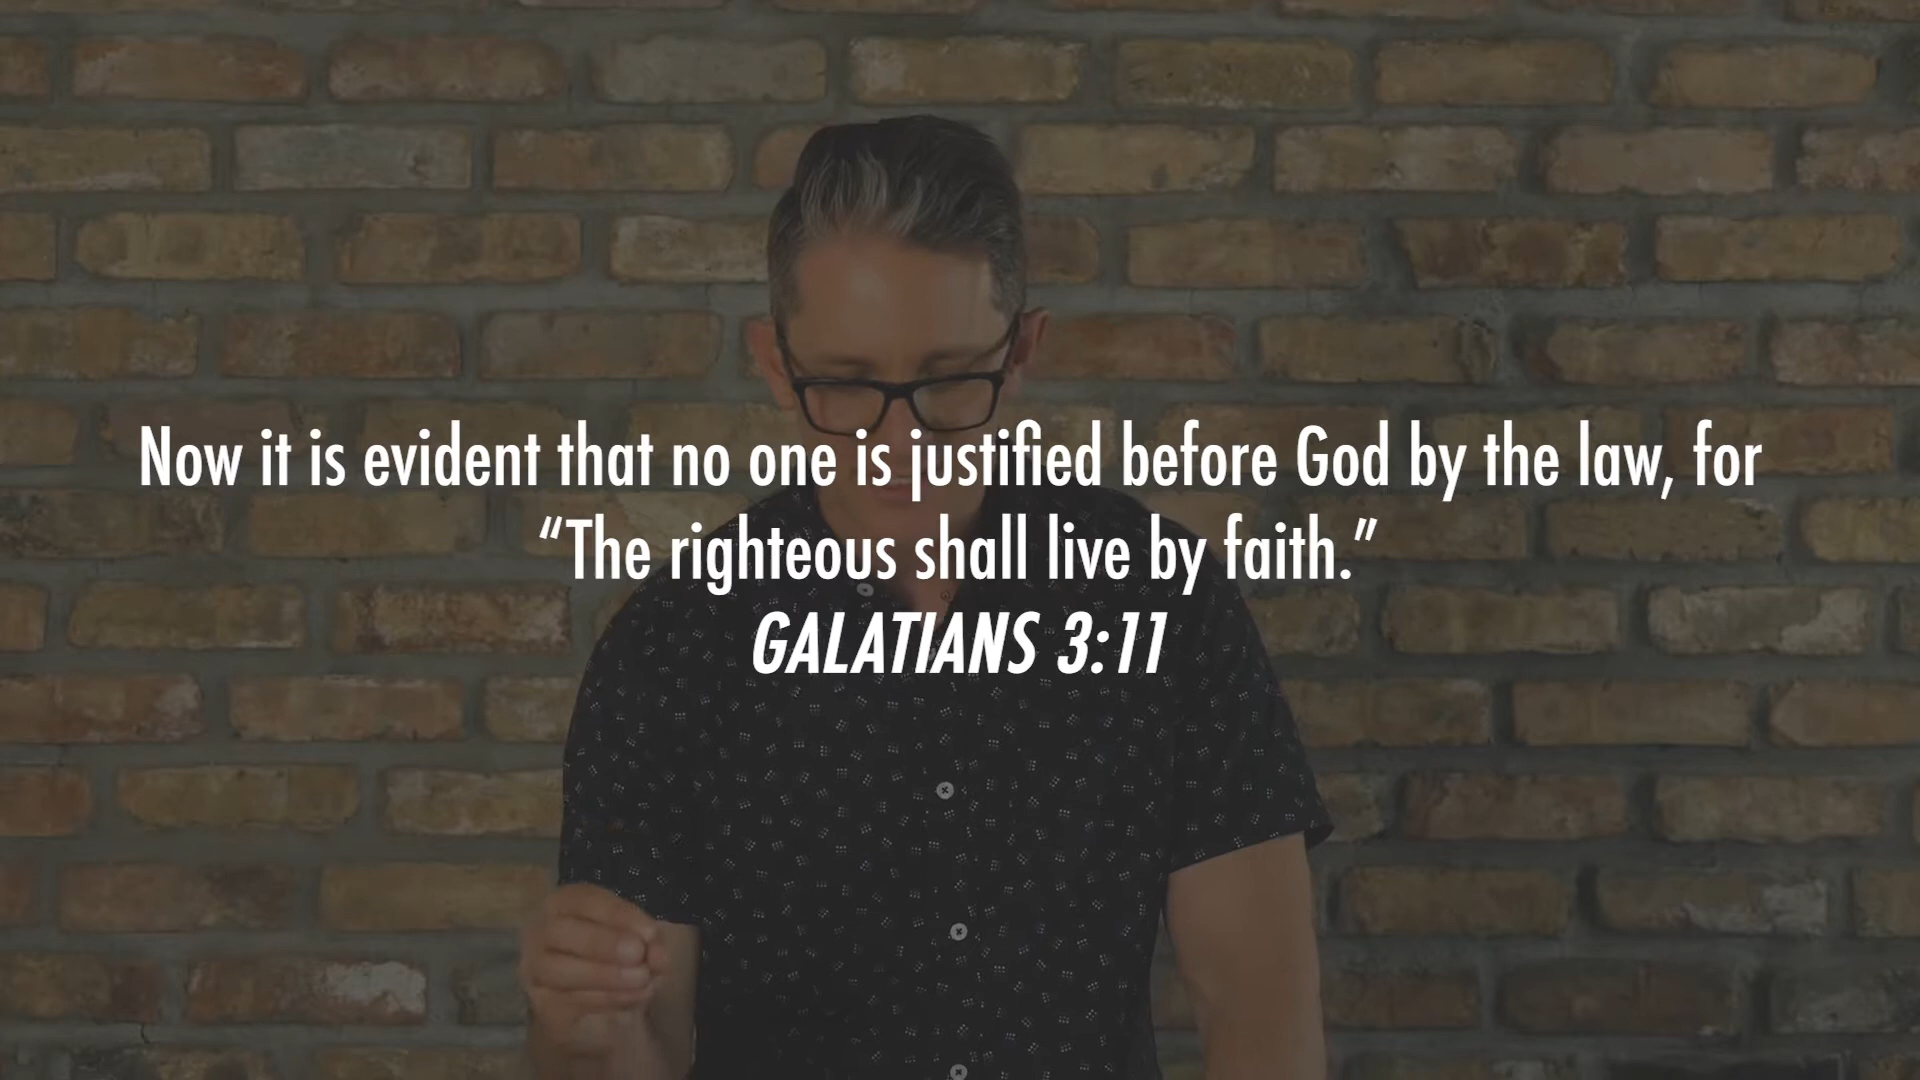 Now it is evident that no one is justified before God by the law, for
“The righteous shall live by faith.”
GALATIANS 3:11